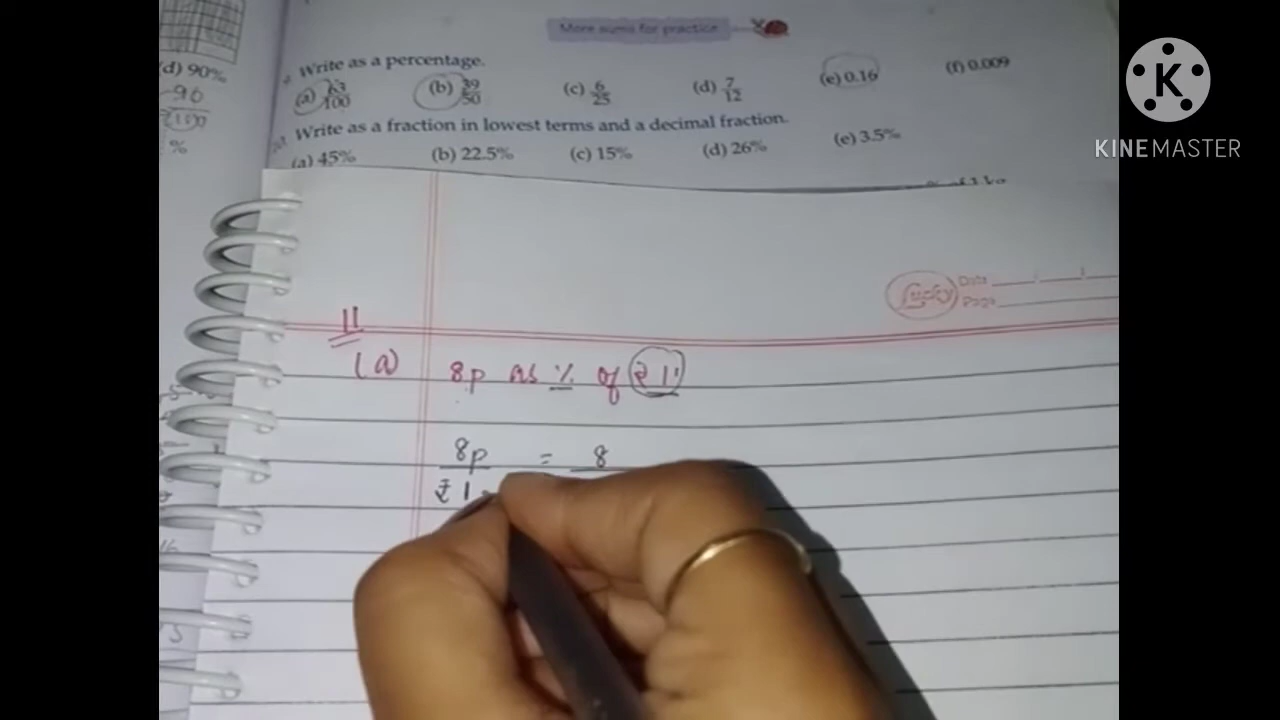 More sums for practice
(d) 90%
Write as a percentage.
90
(a) 63/100 (b) 39/50 (c) 6/25 (d) 7/12 (e) 0.16 (f) 0.009
%
Write as a fraction in lowest terms and a decimal fraction.
(a) 45% (b) 22.5% (c) 15% (d) 26% (e) 3.5%
K
KINEMASTER
Date
Page
11
(a) 8p as % of ₹ 1
8p = 8
₹ 1